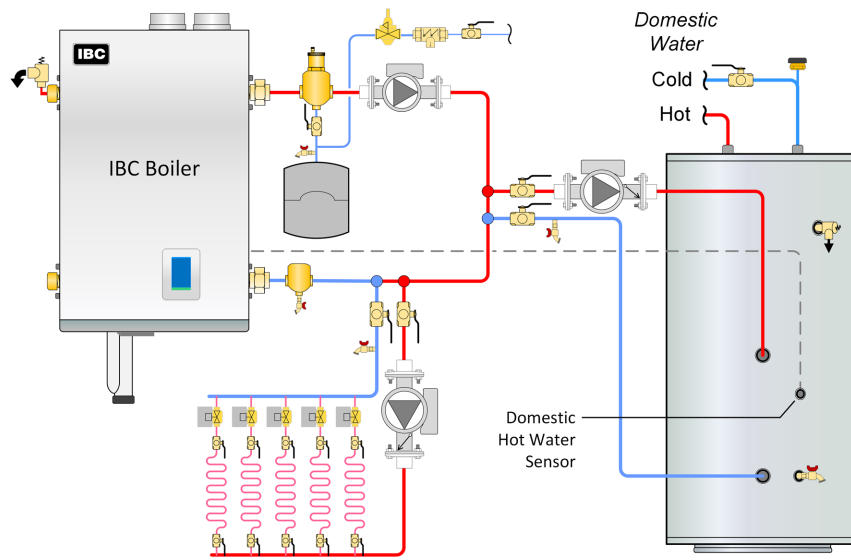 IBC
IBC Boiler
Domestic
Water
Cold
Hot
Domestic
Hot Water
Sensor